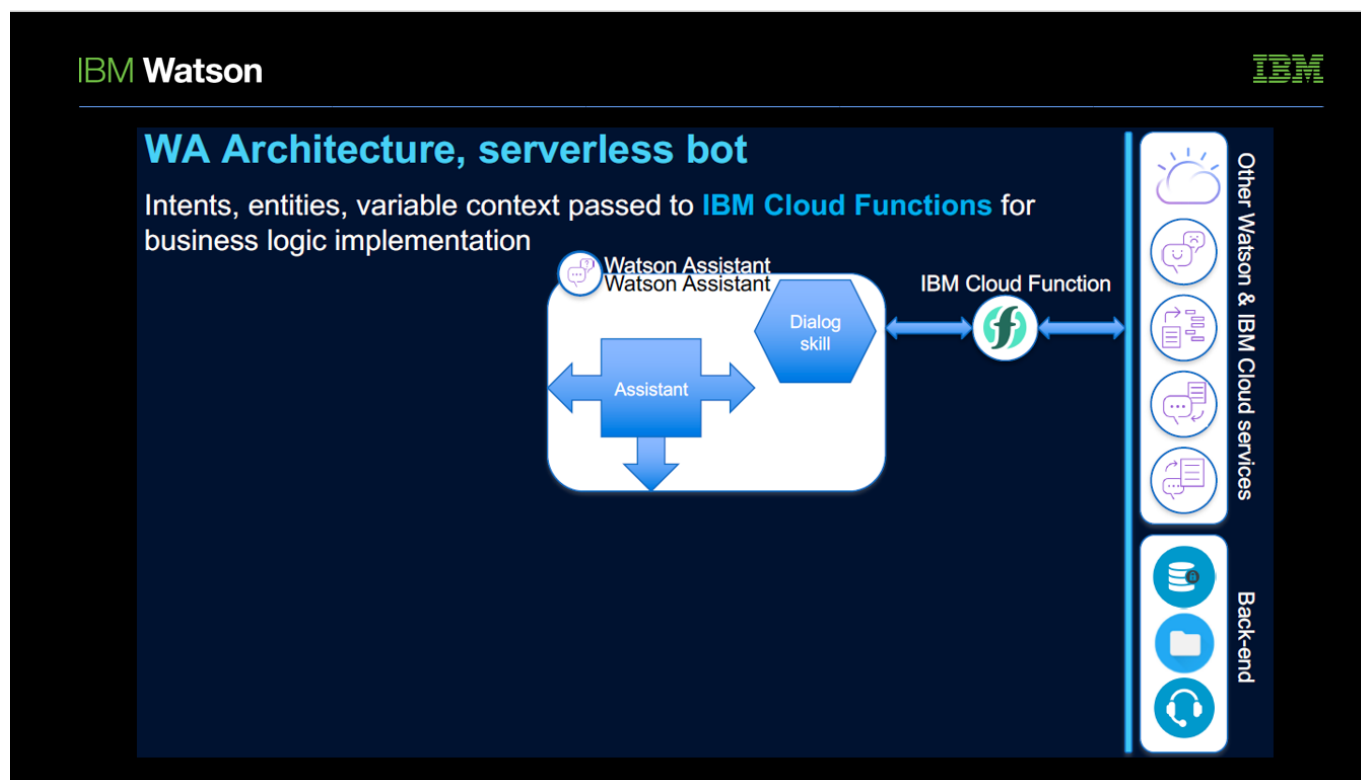 IBM Watson
IBM
WA Architecture, serverless bot
Intents, entities, variable context passed to IBM Cloud Functions for
business logic implementation
Watson Assistant
Watson Assistant
IBM Cloud Function
Dialog
skill
Assistant
Other Watson & IBM Cloud services
Back-end